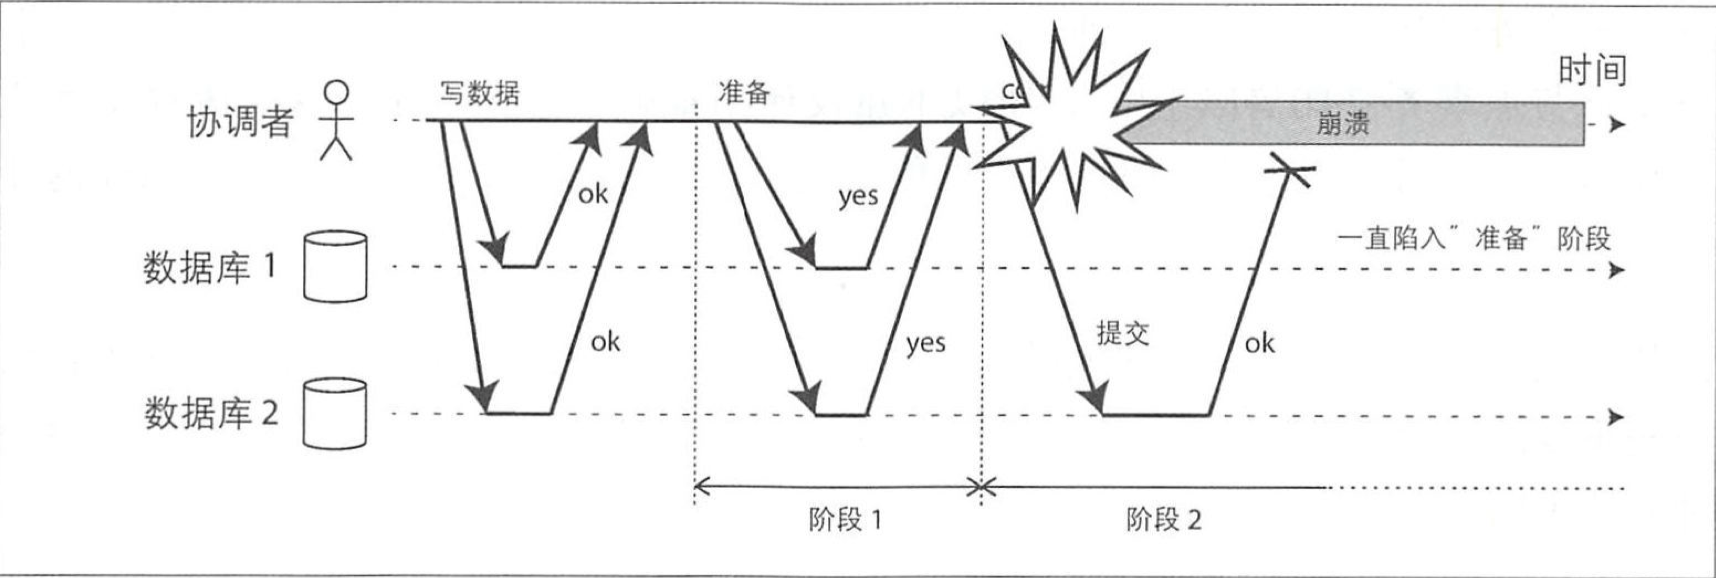 时间
写数据
准备
协调者
崩溃
ok
yes
一直陷入”准备”阶段
数据库 1
提交
ok
yes
ok
数据库 2
阶段 1
阶段 2